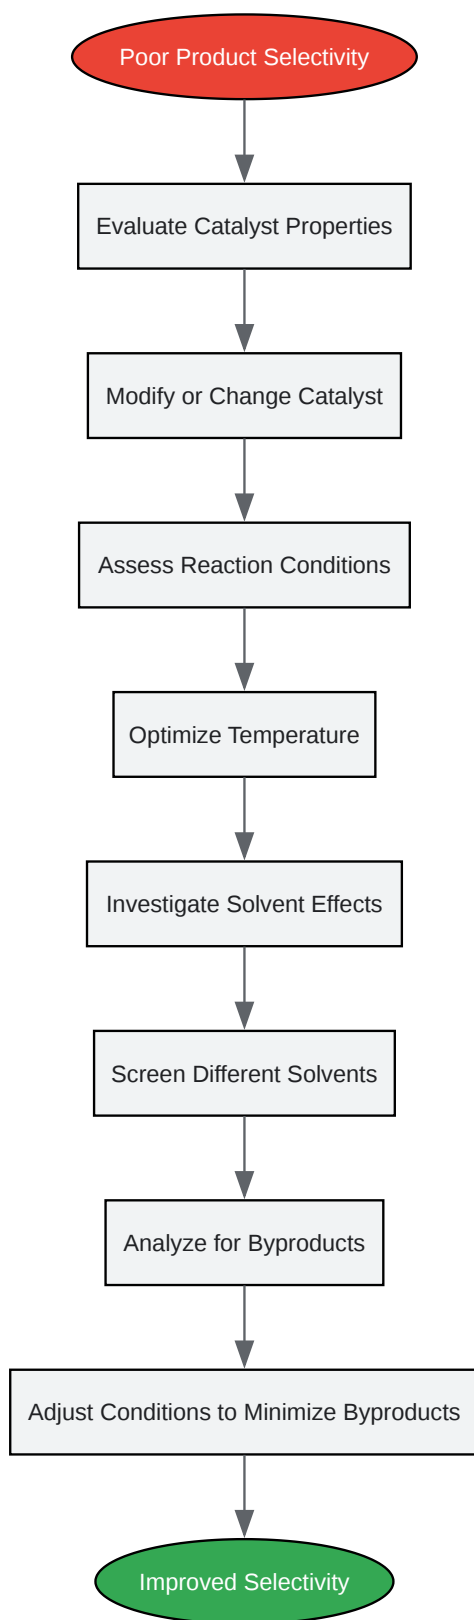 Poor Product Selectivity
Evaluate Catalyst Properties
Modify or Change Catalyst
Assess Reaction Conditions
Optimize Temperature
Investigate Solvent Effects
Screen Different Solvents
Analyze for Byproducts
Adjust Conditions to Minimize Byproducts
Improved Selectivity